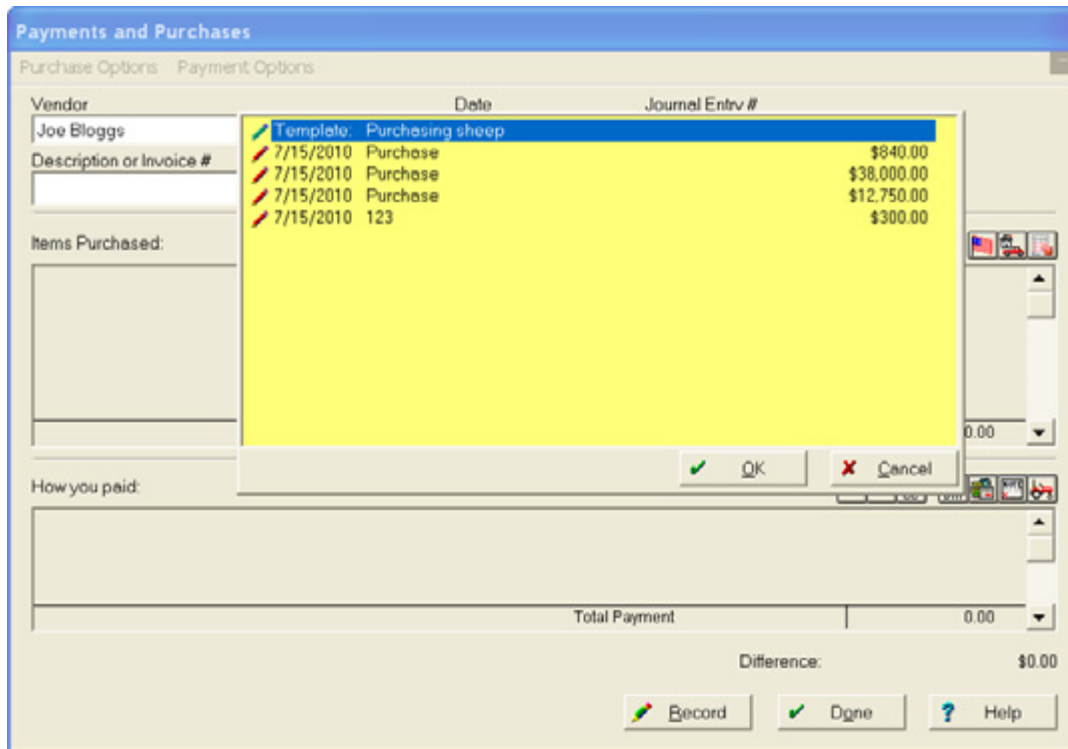 Payments and Purchases
Purchase Options Payment Options
Vendor Date Journal Entry #
Joe Bloggs
Template: Purchasing sheep
Description or Invoice #
7/15/2010 Purchase $840.00
7/15/2010 Purchase $38,000.00
7/15/2010 Purchase $12,750.00
7/15/2010 123 $300.00
Items Purchased:
0.00
OK Cancel
How you paid:
Total Payment 0.00
Difference: $0.00
Record Done Help